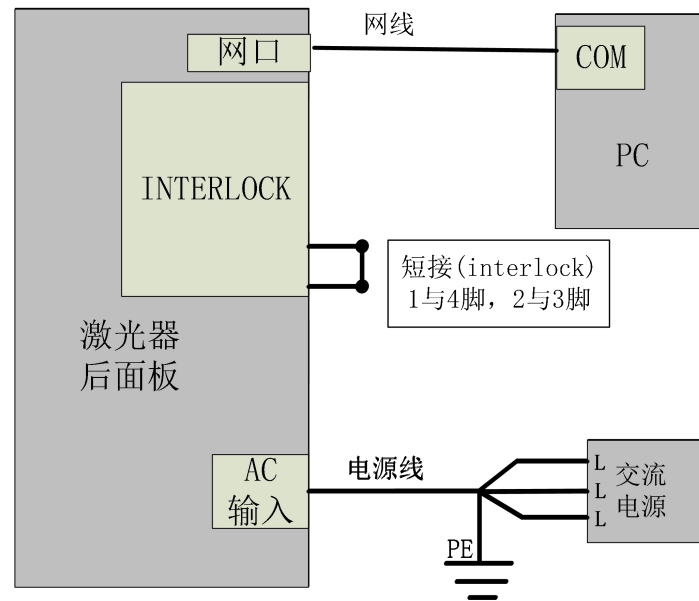 网线
网口
COM
PC
INTERLOCK
短接(interlock)
1与4脚，2与3脚
激光器
后面板
AC
输入
电源线
L
L
L
交流
电源
PE